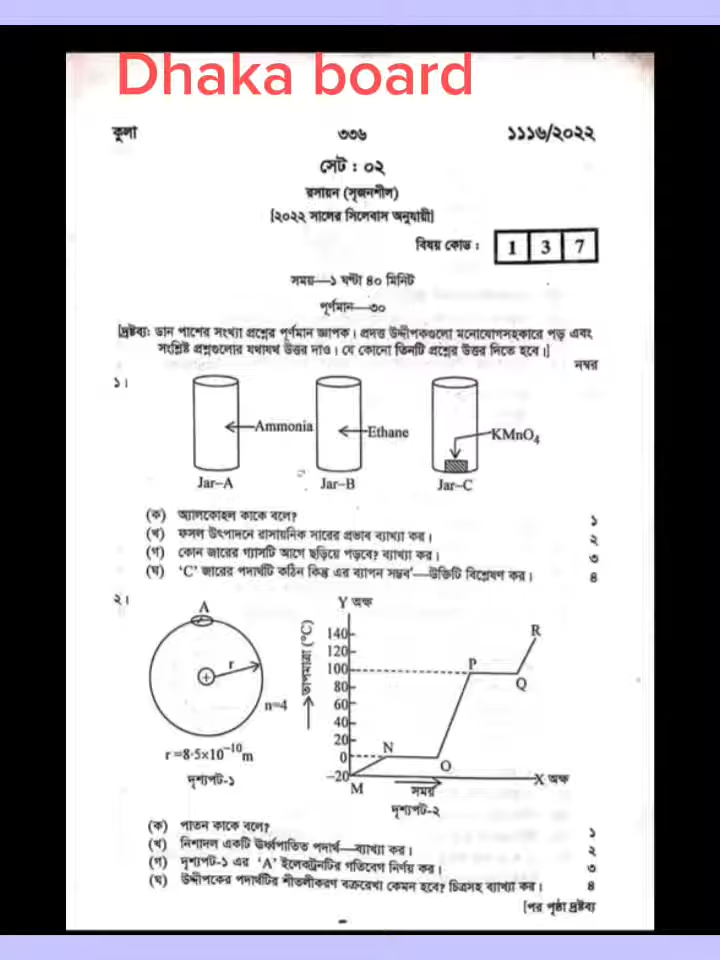 Dhaka board
কুলা ৩৩৬ ১১১৬/২০২২
সেট : ০২
রসায়ন (সৃজনশীল)
[২০২২ সালের সিলেবাস অনুযায়ী]
বিষয় কোড : 1 3 7
সময়—১ ঘণ্টা ৪০ মিনিট
পূর্ণমান—৩০
[দ্রষ্টব্য: ডান পাশের সংখ্যা প্রশ্নের পূর্ণমান জ্ঞাপক। প্রদত্ত উদ্দীপকগুলো মনোযোগসহকারে পড় এবং
সংশ্লিষ্ট প্রশ্নগুলোর যথাযথ উত্তর দাও। যে কোনো তিনটি প্রশ্নের উত্তর দিতে হবে।]
নম্বর
১।
Ammonia Ethane KMnO₄
Jar–A Jar–B Jar–C
(ক) অ্যালকোহল কাকে বলে? ১
(খ) ফসল উৎপাদনে রাসায়নিক সারের প্রভাব ব্যাখ্যা কর। ২
(গ) কোন জারের গ্যাসটি আগে ছড়িয়ে পড়বে? ব্যাখ্যা কর। ৩
(ঘ) ‘C’ জারের পদার্থটি কঠিন কিন্তু এর ব্যাপন সম্ভব’—উক্তিটি বিশ্লেষণ কর। ৪
২।
A
r
+
n=4
r=8·5×10⁻¹⁰m
দৃশ্যপট-১
Y অক্ষ
তাপমাত্রা (°C)
140
120
100
80
60
40
20
0
–20
M
N
O
P
Q
R
X অক্ষ
সময়
দৃশ্যপট-২
(ক) পাতন কাকে বলে? ১
(খ) নিশাদল একটি ঊর্ধ্বপাতিত পদার্থ—ব্যাখ্যা কর। ২
(গ) দৃশ্যপট-১ এর ‘A’ ইলেকট্রনটির গতিবেগ নির্ণয় কর। ৩
(ঘ) উদ্দীপকের পদার্থটির শীতলীকরণ বক্ররেখা কেমন হবে? চিত্রসহ ব্যাখ্যা কর। ৪
[পর পৃষ্ঠা দ্রষ্টব্য